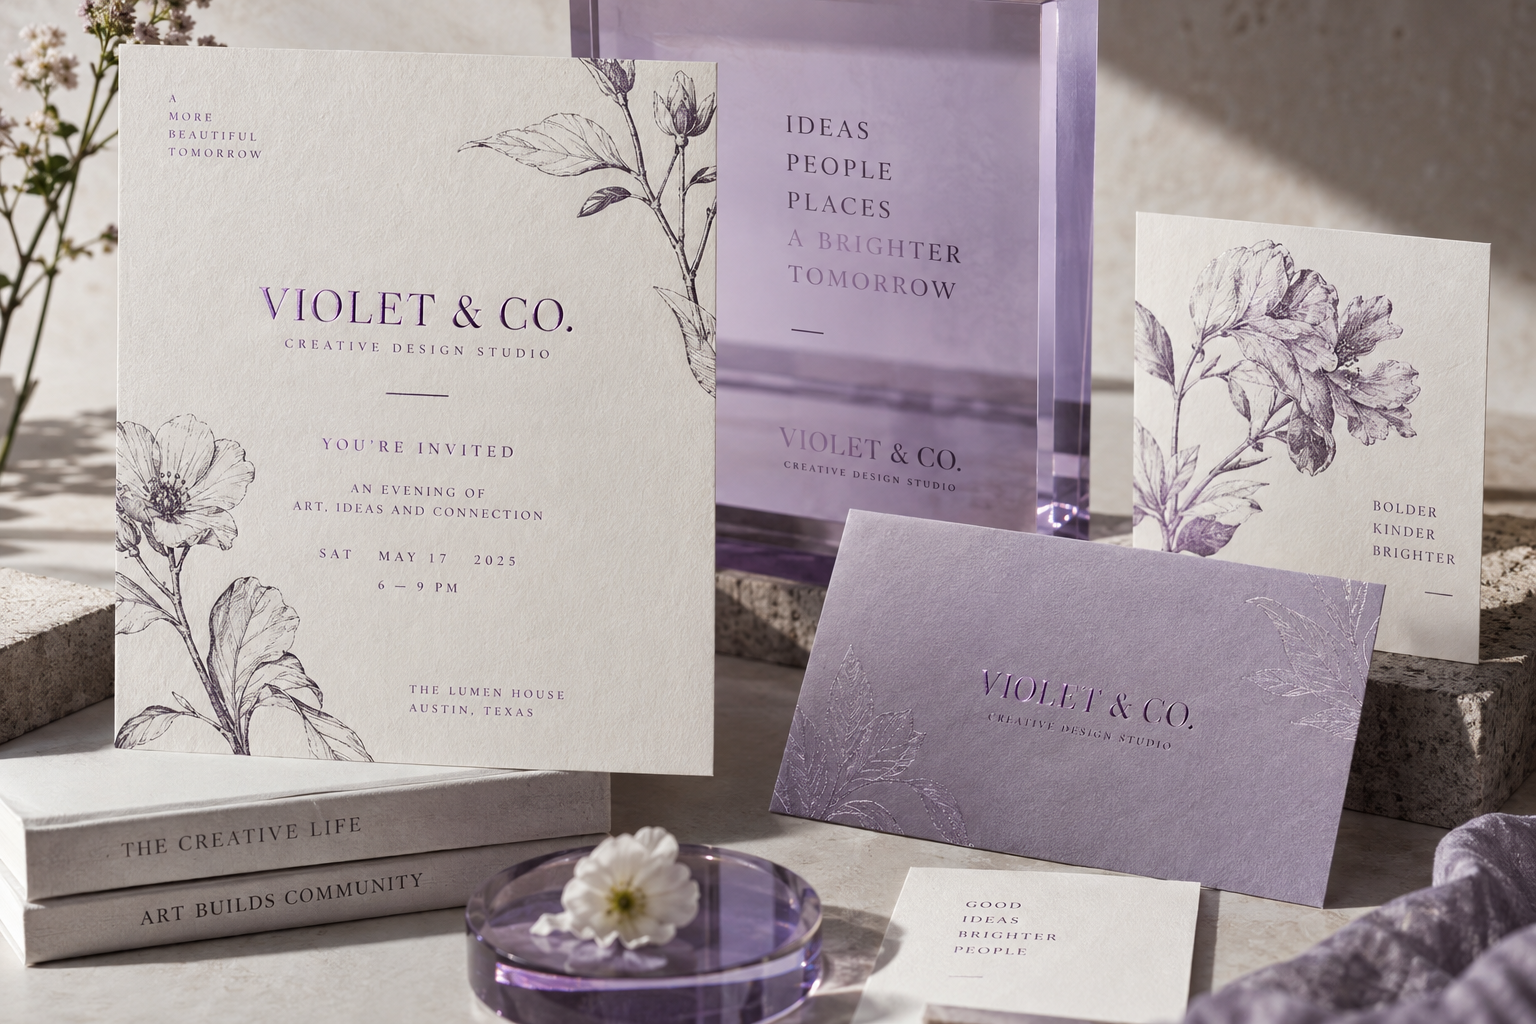 A
MORE
BEAUTIFUL
TOMORROW
VIOLET & CO.
CREATIVE DESIGN STUDIO
YOU'RE INVITED
AN EVENING OF
ART, IDEAS AND CONNECTION
SAT MAY 17 2025
6 — 9 PM
THE LUMEN HOUSE
AUSTIN, TEXAS
IDEAS
PEOPLE
PLACES
A BRIGHTER
TOMORROW
VIOLET & CO.
CREATIVE DESIGN STUDIO
BOLDER
KINDER
BRIGHTER
VIOLET & CO.
CREATIVE DESIGN STUDIO
THE CREATIVE LIFE
ART BUILDS COMMUNITY
GOOD
IDEAS
BRIGHTER
PEOPLE